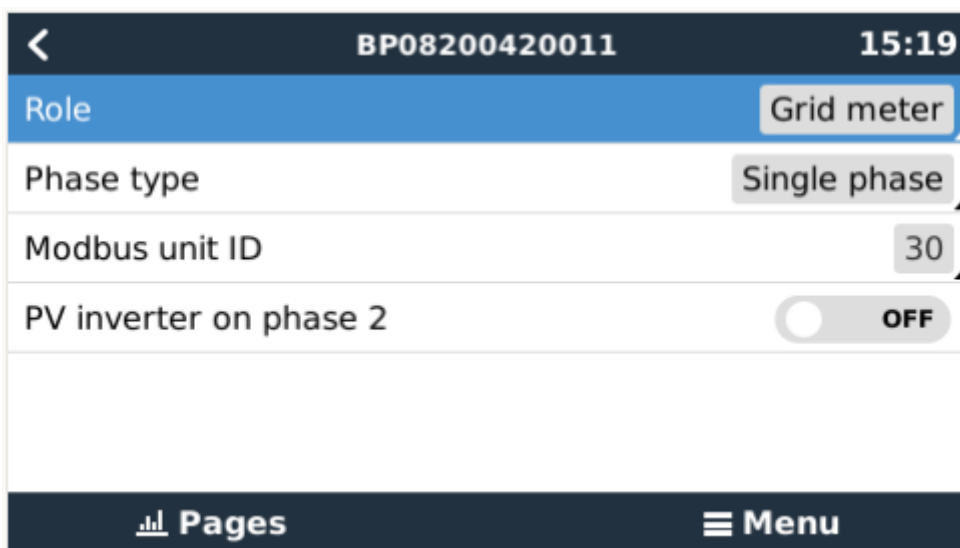 BP08200420011 15:19
Role Grid meter
Phase type Single phase
Modbus unit ID 30
PV inverter on phase 2 OFF
Pages Menu